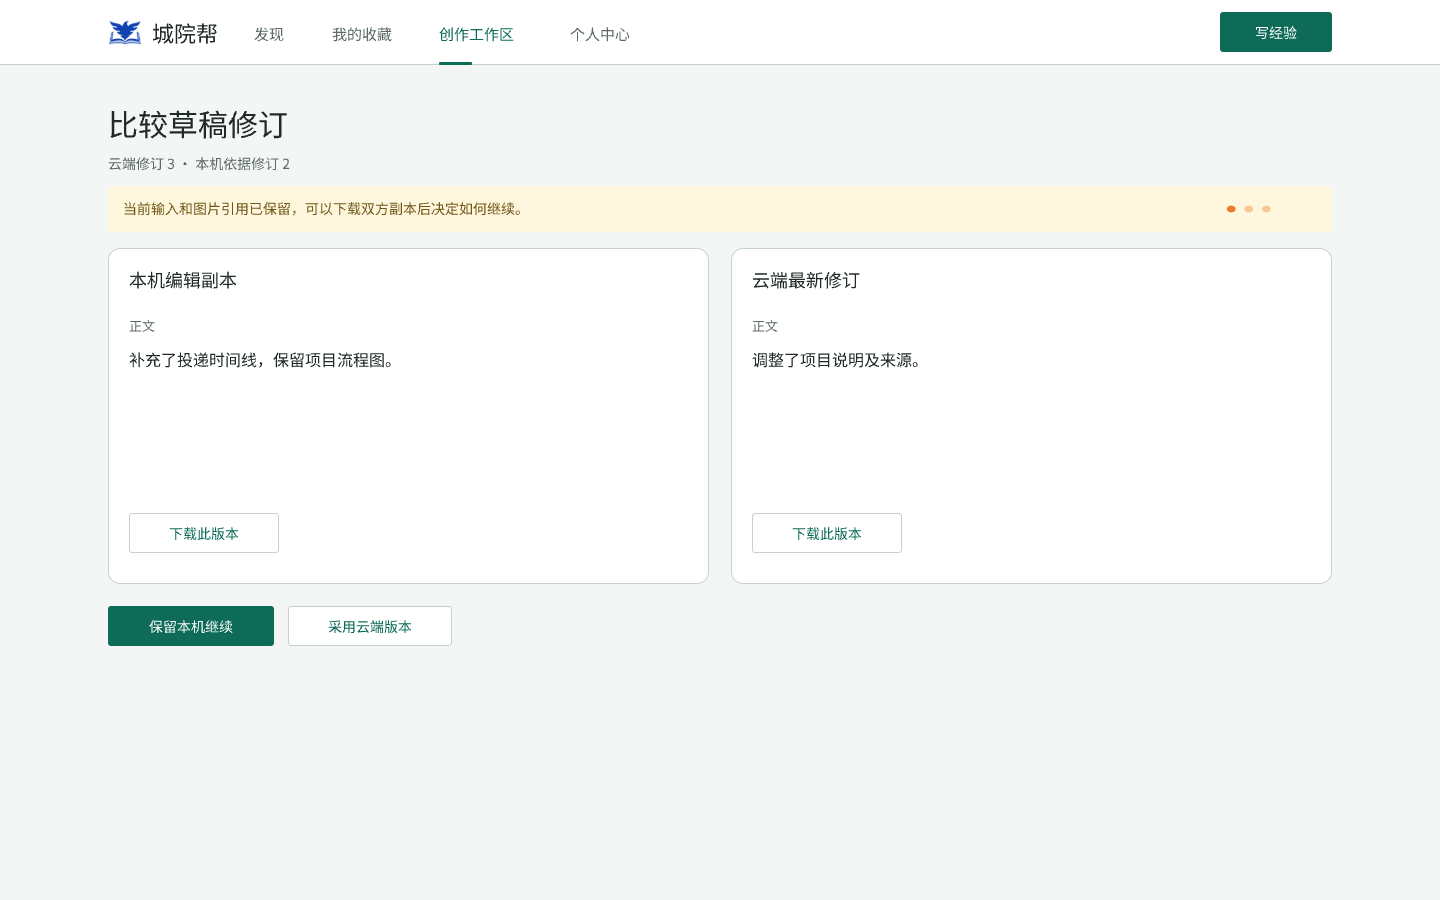 城院帮
发现
我的收藏
创作工作区
个人中心
写经验
比较草稿修订
云端修订 3 · 本机依据修订 2
当前输入和图片引用已保留，可以下载双方副本后决定如何继续。
本机编辑副本
正文
补充了投递时间线，保留项目流程图。
下载此版本
云端最新修订
正文
调整了项目说明及来源。
下载此版本
保留本机继续
采用云端版本